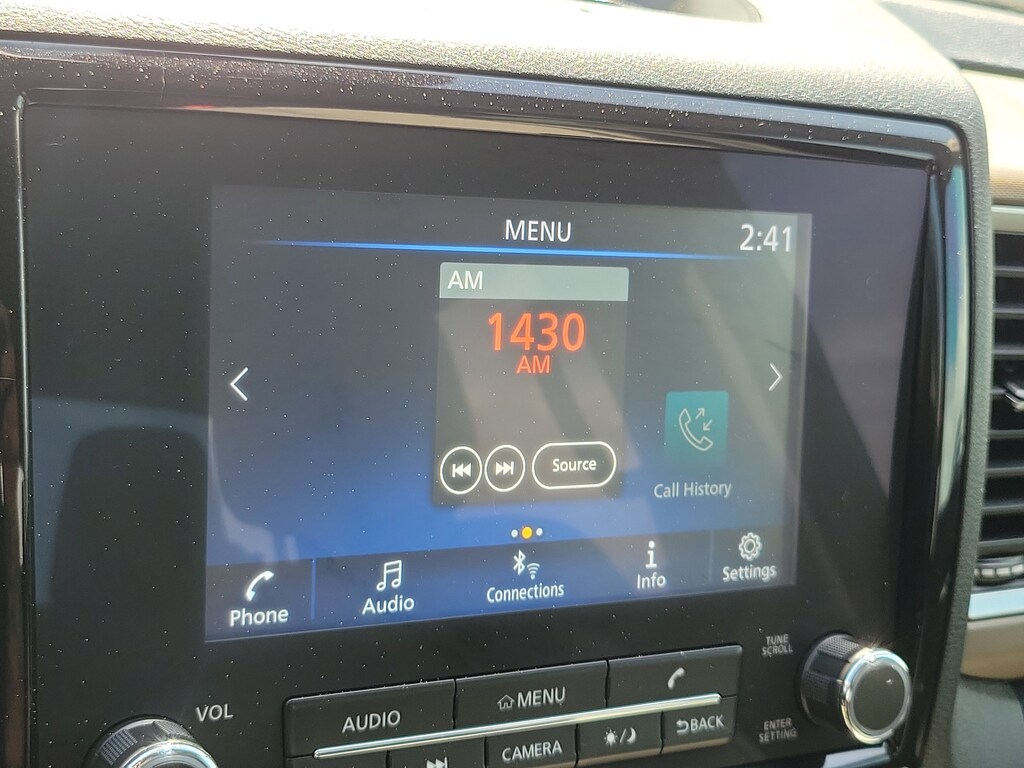 MENU
2:41
AM
1430
AM
Source
Call History
Phone
Audio
Connections
Info
Settings
VOL
AUDIO
MENU
TUNE
SCROLL
CAMERA
BACK
ENTER
SETTING